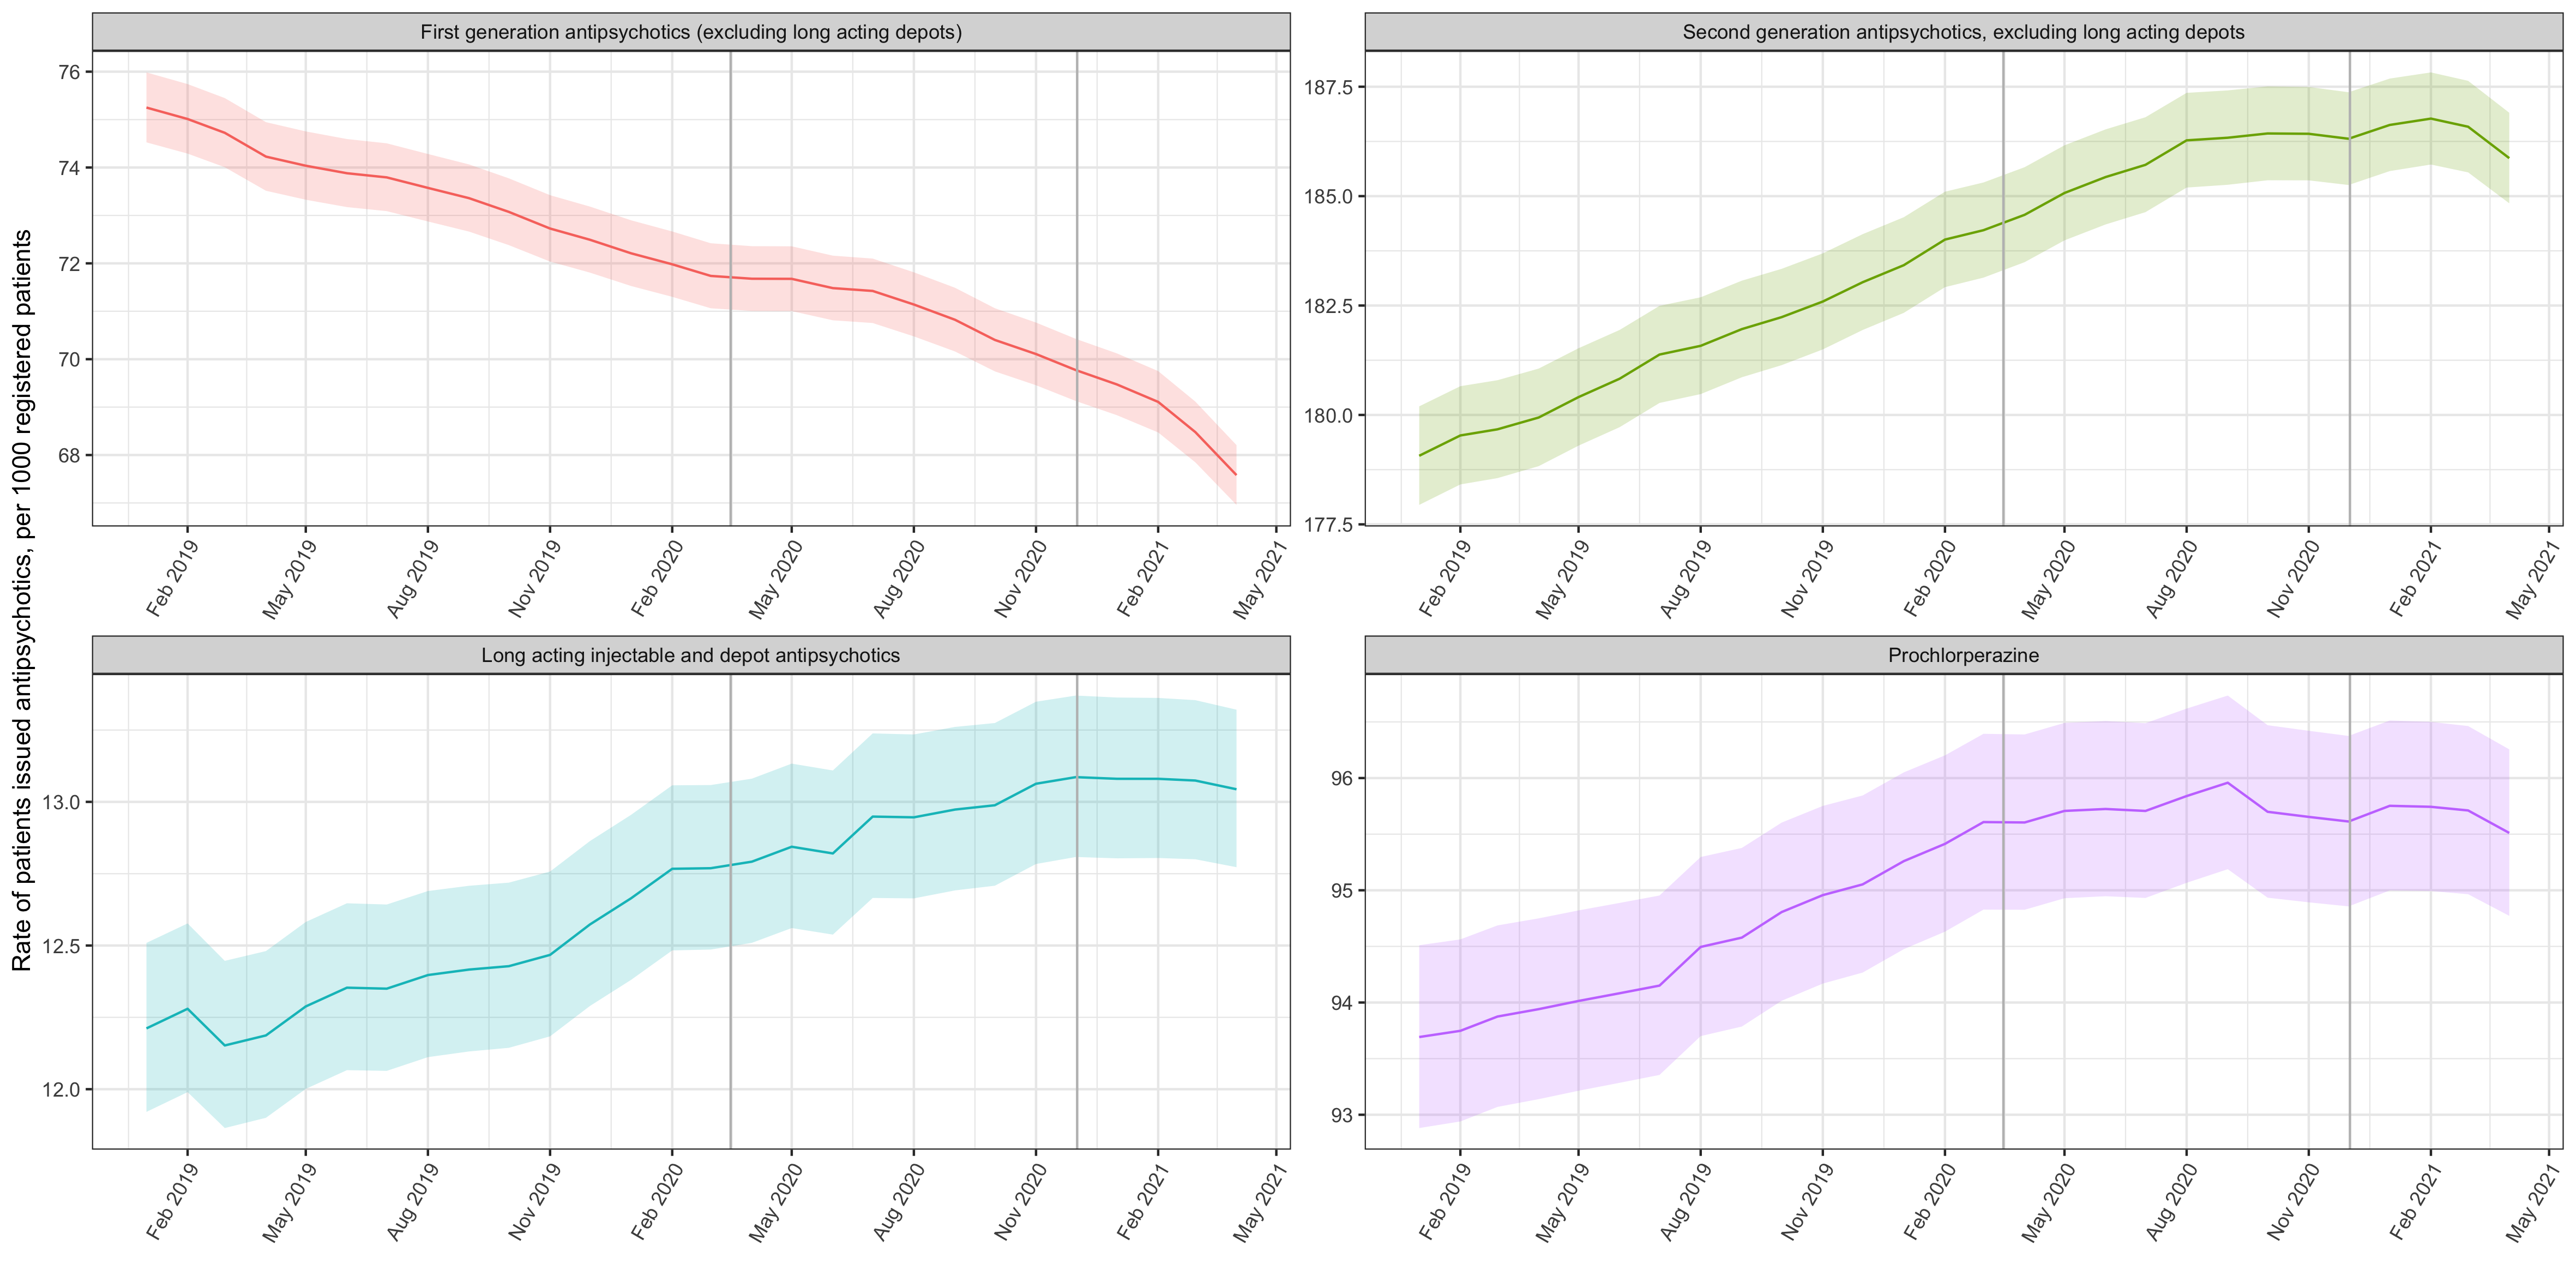 Rate of patients issued antipsychotics, per 1000 registered patients
First generation antipsychotics (excluding long acting depots)
76
74
72
70
68
Feb 2019
May 2019
Aug 2019
Nov 2019
Feb 2020
May 2020
Aug 2020
Nov 2020
Feb 2021
May 2021
Second generation antipsychotics, excluding long acting depots
187.5
185.0
182.5
180.0
177.5
Feb 2019
May 2019
Aug 2019
Nov 2019
Feb 2020
May 2020
Aug 2020
Nov 2020
Feb 2021
May 2021
Long acting injectable and depot antipsychotics
13.0
12.5
12.0
Feb 2019
May 2019
Aug 2019
Nov 2019
Feb 2020
May 2020
Aug 2020
Nov 2020
Feb 2021
May 2021
Prochlorperazine
96
95
94
93
Feb 2019
May 2019
Aug 2019
Nov 2019
Feb 2020
May 2020
Aug 2020
Nov 2020
Feb 2021
May 2021